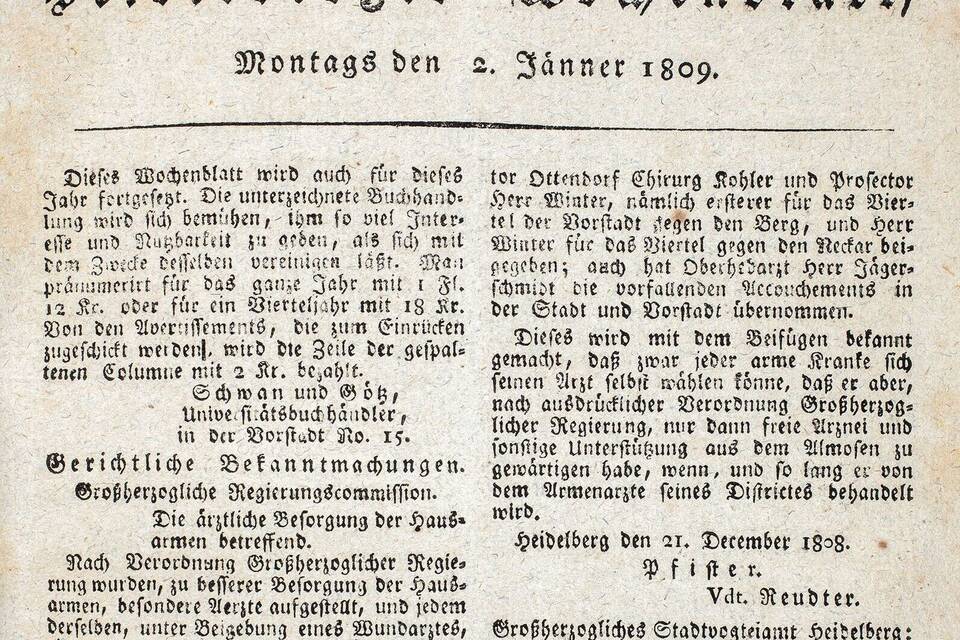 Montags den 2. Jänner 1809.
Dieses Wochenblatt wird auch für dieses
Jahr fortgesetzt. Die unterzeichnete Buchhand-
lung wird sich bemühen, ihm so viel Inter-
esse und Nutzbarkeit zu geben, als sich mit
dem Zwecke desselben vereinigen läßt. Man
pränumerirt für das ganze Jahr mit 1 Fl.
12 Kr. oder für ein Vierteljahr mit 18 Kr.
Von den Avertissements, die zum Einrücken
zugeschickt werden, wird die Zeile der gespal-
tenen Columne mit 2 Kr. bezahlt.
Schwan und Götz,
Universitätsbuchhändler,
in der Vorstadt No. 15.
Gerichtliche Bekanntmachungen.
Großherzogliche Regierungscommission.
Die ärztliche Besorgung der Haus-
armen betreffend.
Nach Verordnung Großherzoglicher Regie-
rung wurden, zu besserer Besorgung der Haus-
armen, besondere Aerzte aufgestellt, und jedem
derselben, unter Beigebung eines Wundarztes,
tor Ottendorf Chirurg Kohler und Prosector
Herr Winter, nämlich ersterer für das Vier-
tel der Vorstadt gegen den Berg, und Herr
Winter für das Viertel gegen den Neckar bei-
gegeben; auch hat Oberhebarzt Herr Jäger-
schmidt die vorfallenden Accouchements in
der Stadt und Vorstadt übernommen.
Dieses wird mit dem Beifügen bekannt
gemacht, daß zwar jeder arme Kranke sich
seinen Arzt selbst wählen könne, daß er aber,
nach ausdrücklicher Verordnung Großherzog-
licher Regierung, nur dann freie Arznei und
sonstige Unterstützung aus dem Almosen zu
gewärtigen habe, wenn, und so lang er von
dem Armenarzte seines Districtes behandelt
wird.
Heidelberg den 21. December 1808.
Pfister.
Vdt. Reudter.
Großherzogliches Stadtvogteiamt Heidelberg: